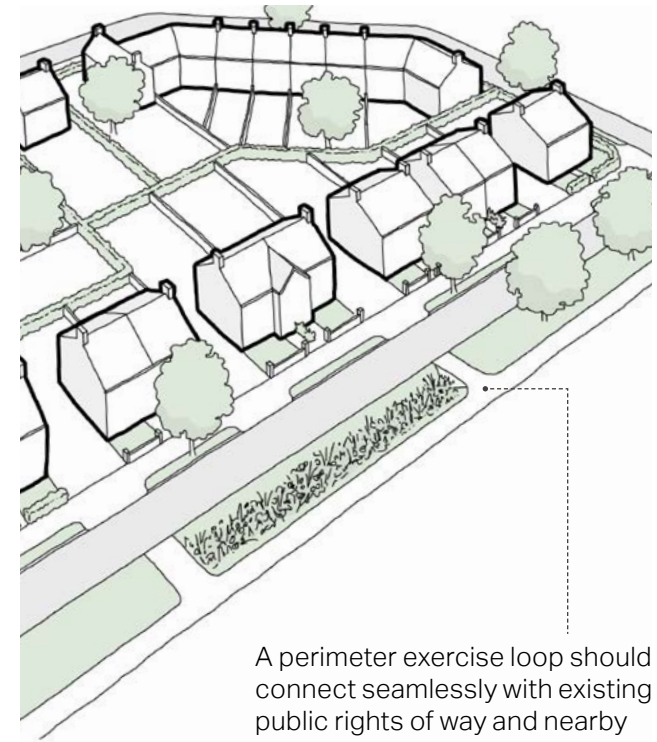 A perimeter exercise loop should
connect seamlessly with existing
public rights of way and nearby